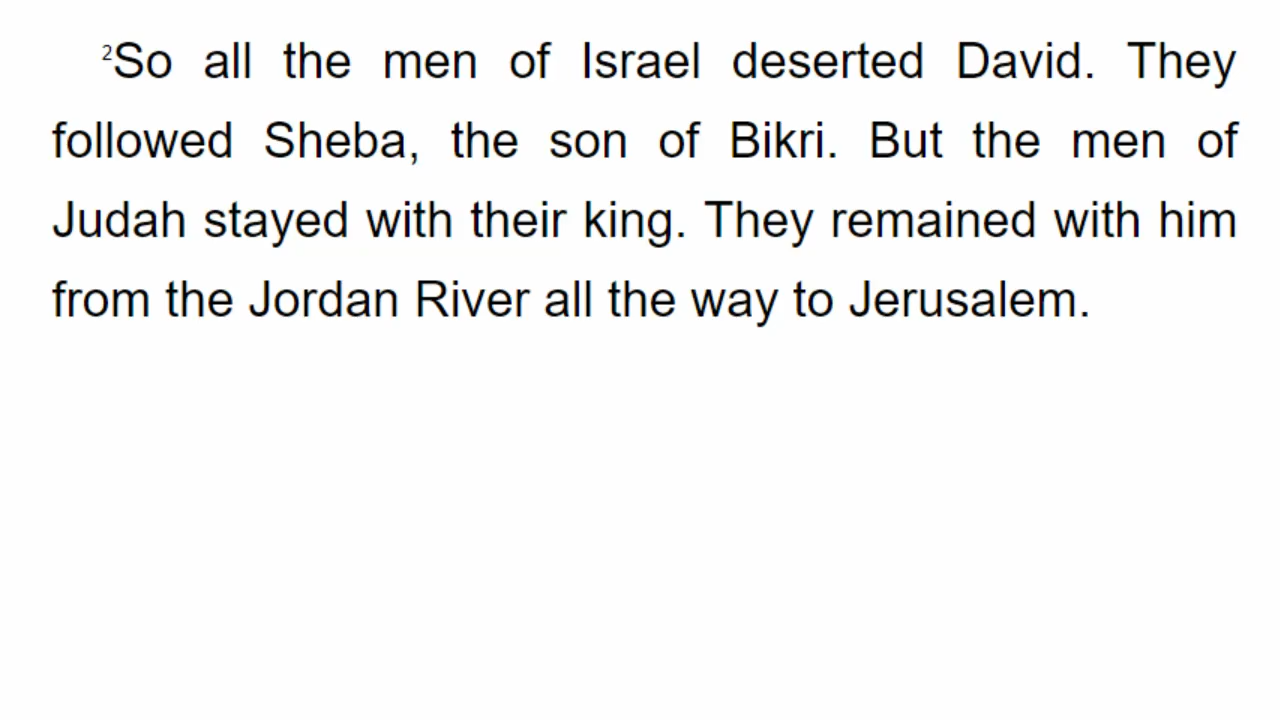 ²So all the men of Israel deserted David. They
followed Sheba, the son of Bikri. But the men of
Judah stayed with their king. They remained with him
from the Jordan River all the way to Jerusalem.